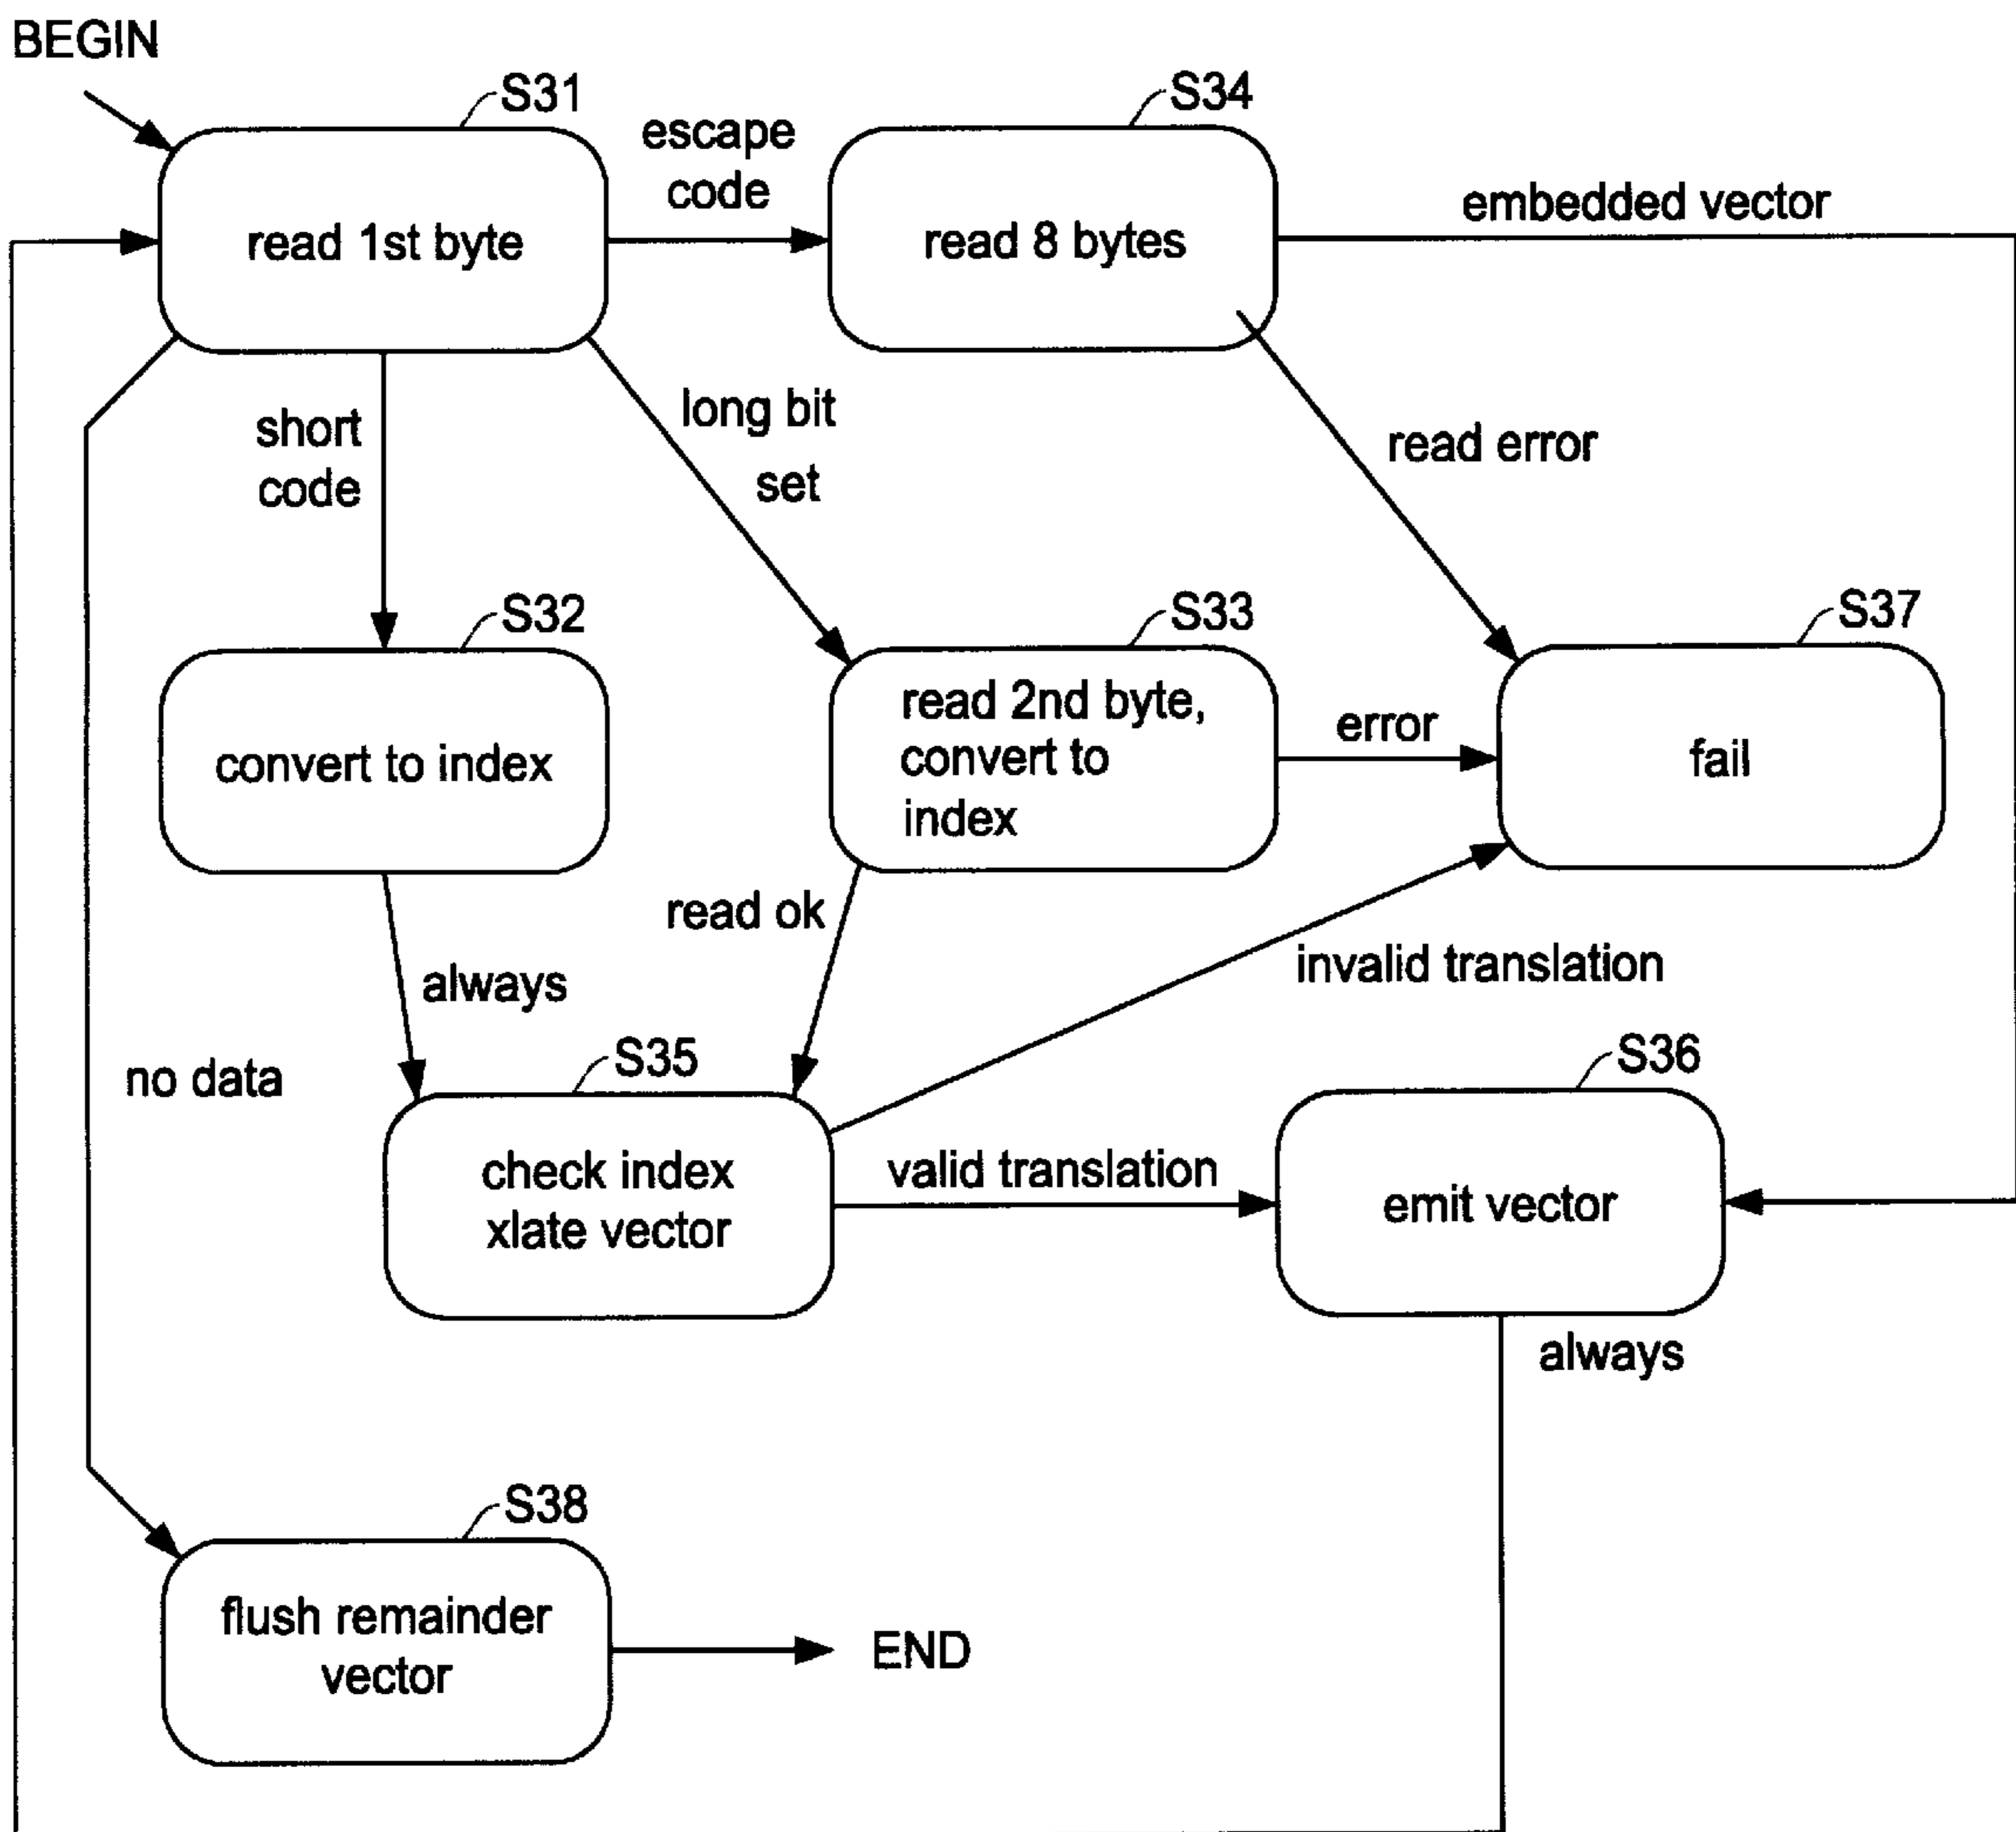 BEGIN
S31
S34
escape
code
embedded vector
read 1st byte
read 8 bytes
short
code
long bit
set
read error
S32
S33
S37
convert to index
read 2nd byte,
convert to
index
error
fail
read ok
always
invalid translation
no data
S35
S36
check index
xlate vector
valid translation
emit vector
always
S38
flush remainder
vector
END